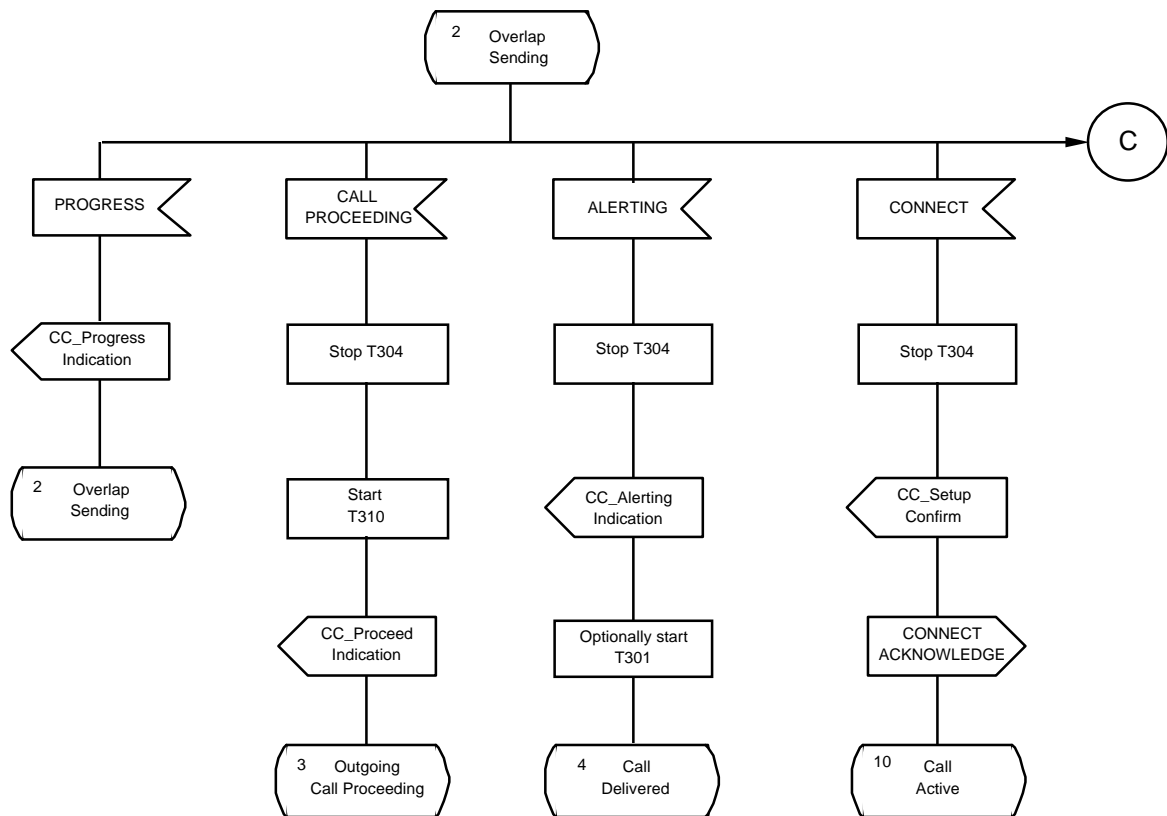 2 Overlap
Sending
C
PROGRESS
CALL
PROCEEDING
ALERTING
CONNECT
CC_Progress
Indication
Stop T304
Stop T304
Stop T304
2 Overlap
Sending
Start
T310
CC_Alerting
Indication
CC_Setup
Confirm
CC_Proceed
Indication
Optionally start
T301
CONNECT
ACKNOWLEDGE
3 Outgoing
Call Proceeding
4 Call
Delivered
10 Call
Active